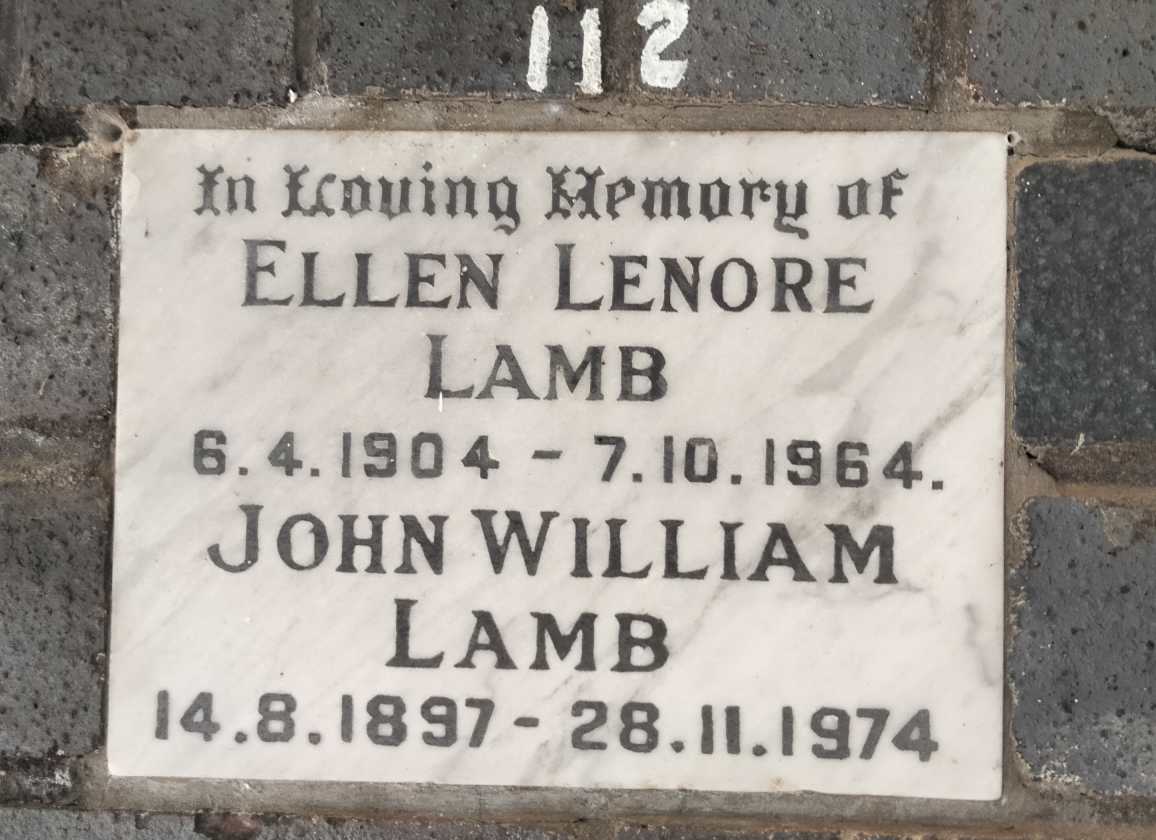 112
In Loving Memory of
ELLEN LENORE
LAMB
6.4.1904 - 7.10.1964.
JOHN WILLIAM
LAMB
14.8.1897 - 28.11.1974